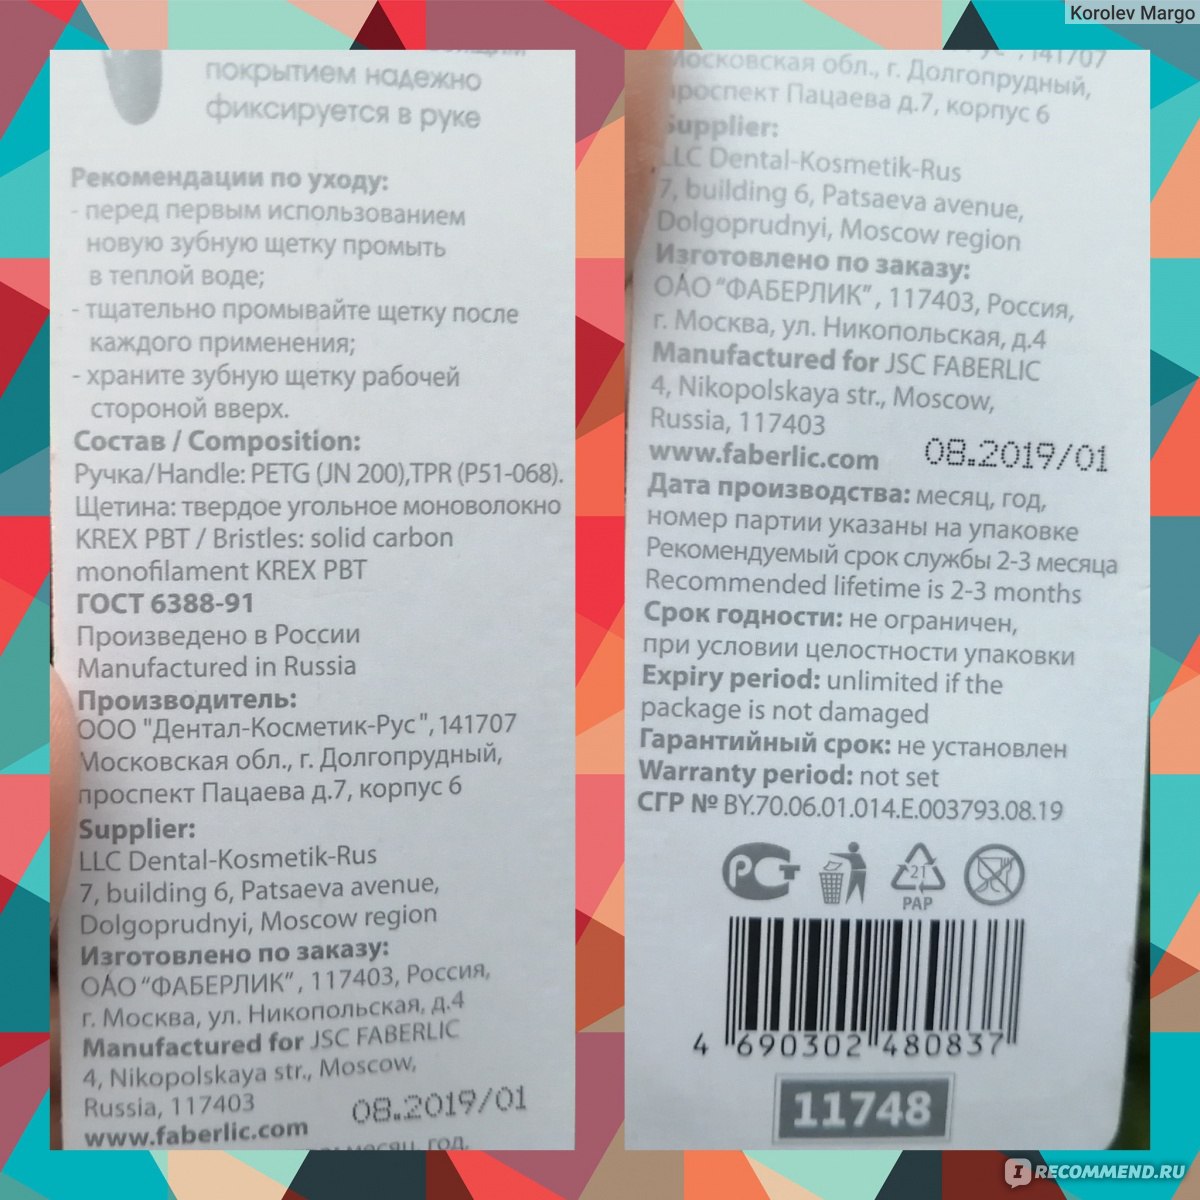 Korolev Margo
покрытием надежно
фиксируется в руке
Рекомендации по уходу:
- перед первым использованием
новую зубную щетку промыть
в теплой воде;
- тщательно промывайте щетку после
каждого применения;
- храните зубную щетку рабочей
стороной вверх.
Состав / Composition:
Ручка/Handle: PETG (JN 200),TPR (P51-068).
Щетина: твердое угольное моноволокно
KREX PBT / Bristles: solid carbon
monofilament KREX PBT
ГОСТ 6388-91
Произведено в России
Manufactured in Russia
Производитель:
ООО "Дентал-Косметик-Рус", 141707
Московская обл., г. Долгопрудный,
проспект Пацаева д.7, корпус 6
Supplier:
LLC Dental-Kosmetik-Rus
7, building 6, Patsaeva avenue,
Dolgoprudnyi, Moscow region
Изготовлено по заказу:
ОАО "ФАБЕРЛИК", 117403, Россия,
г. Москва, ул. Никопольская, д.4
Manufactured for JSC FABERLIC
4, Nikopolskaya str., Moscow,
Russia, 117403
08.2019/01
www.faberlic.com
месяц, год,
141707
Московская обл., г. Долгопрудный,
проспект Пацаева д.7, корпус 6
Supplier:
LLC Dental-Kosmetik-Rus
7, building 6, Patsaeva avenue,
Dolgoprudnyi, Moscow region
Изготовлено по заказу:
ОАО "ФАБЕРЛИК", 117403, Россия,
г. Москва, ул. Никопольская, д.4
Manufactured for JSC FABERLIC
4, Nikopolskaya str., Moscow,
Russia, 117403
www.faberlic.com 08.2019/01
Дата производства: месяц, год,
номер партии указаны на упаковке
Рекомендуемый срок службы 2-3 месяца
Recommended lifetime is 2-3 months
Срок годности: не ограничен,
при условии целостности упаковки
Expiry period: unlimited if the
package is not damaged
Гарантийный срок: не установлен
Warranty period: not set
СГР № BY.70.06.01.014.E.003793.08.19
РСТ
21
PAP
4 690302 480837
11748
IRECOMMEND.RU